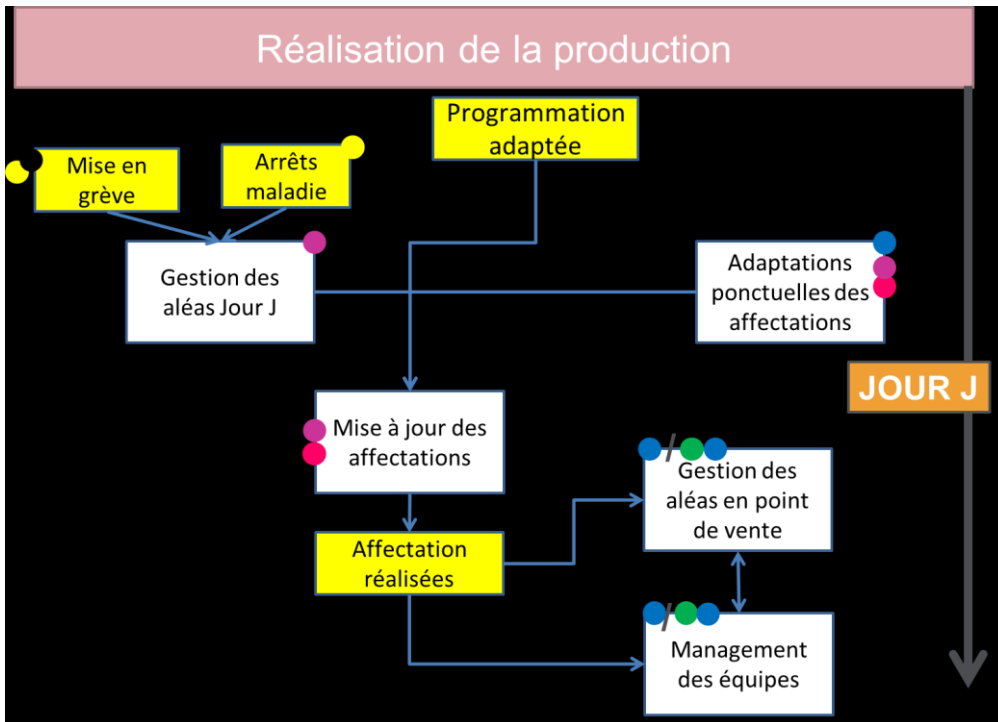 Réalisation de la production
Programmation
adaptée
Mise en
grève
Arrêts
maladie
Gestion des
aléas Jour J
Adaptations
ponctuelles des
affectations
JOUR J
Mise à jour des
affectations
/
Gestion des
aléas en point
de vente
Affectation
réalisées
/
Management
des équipes